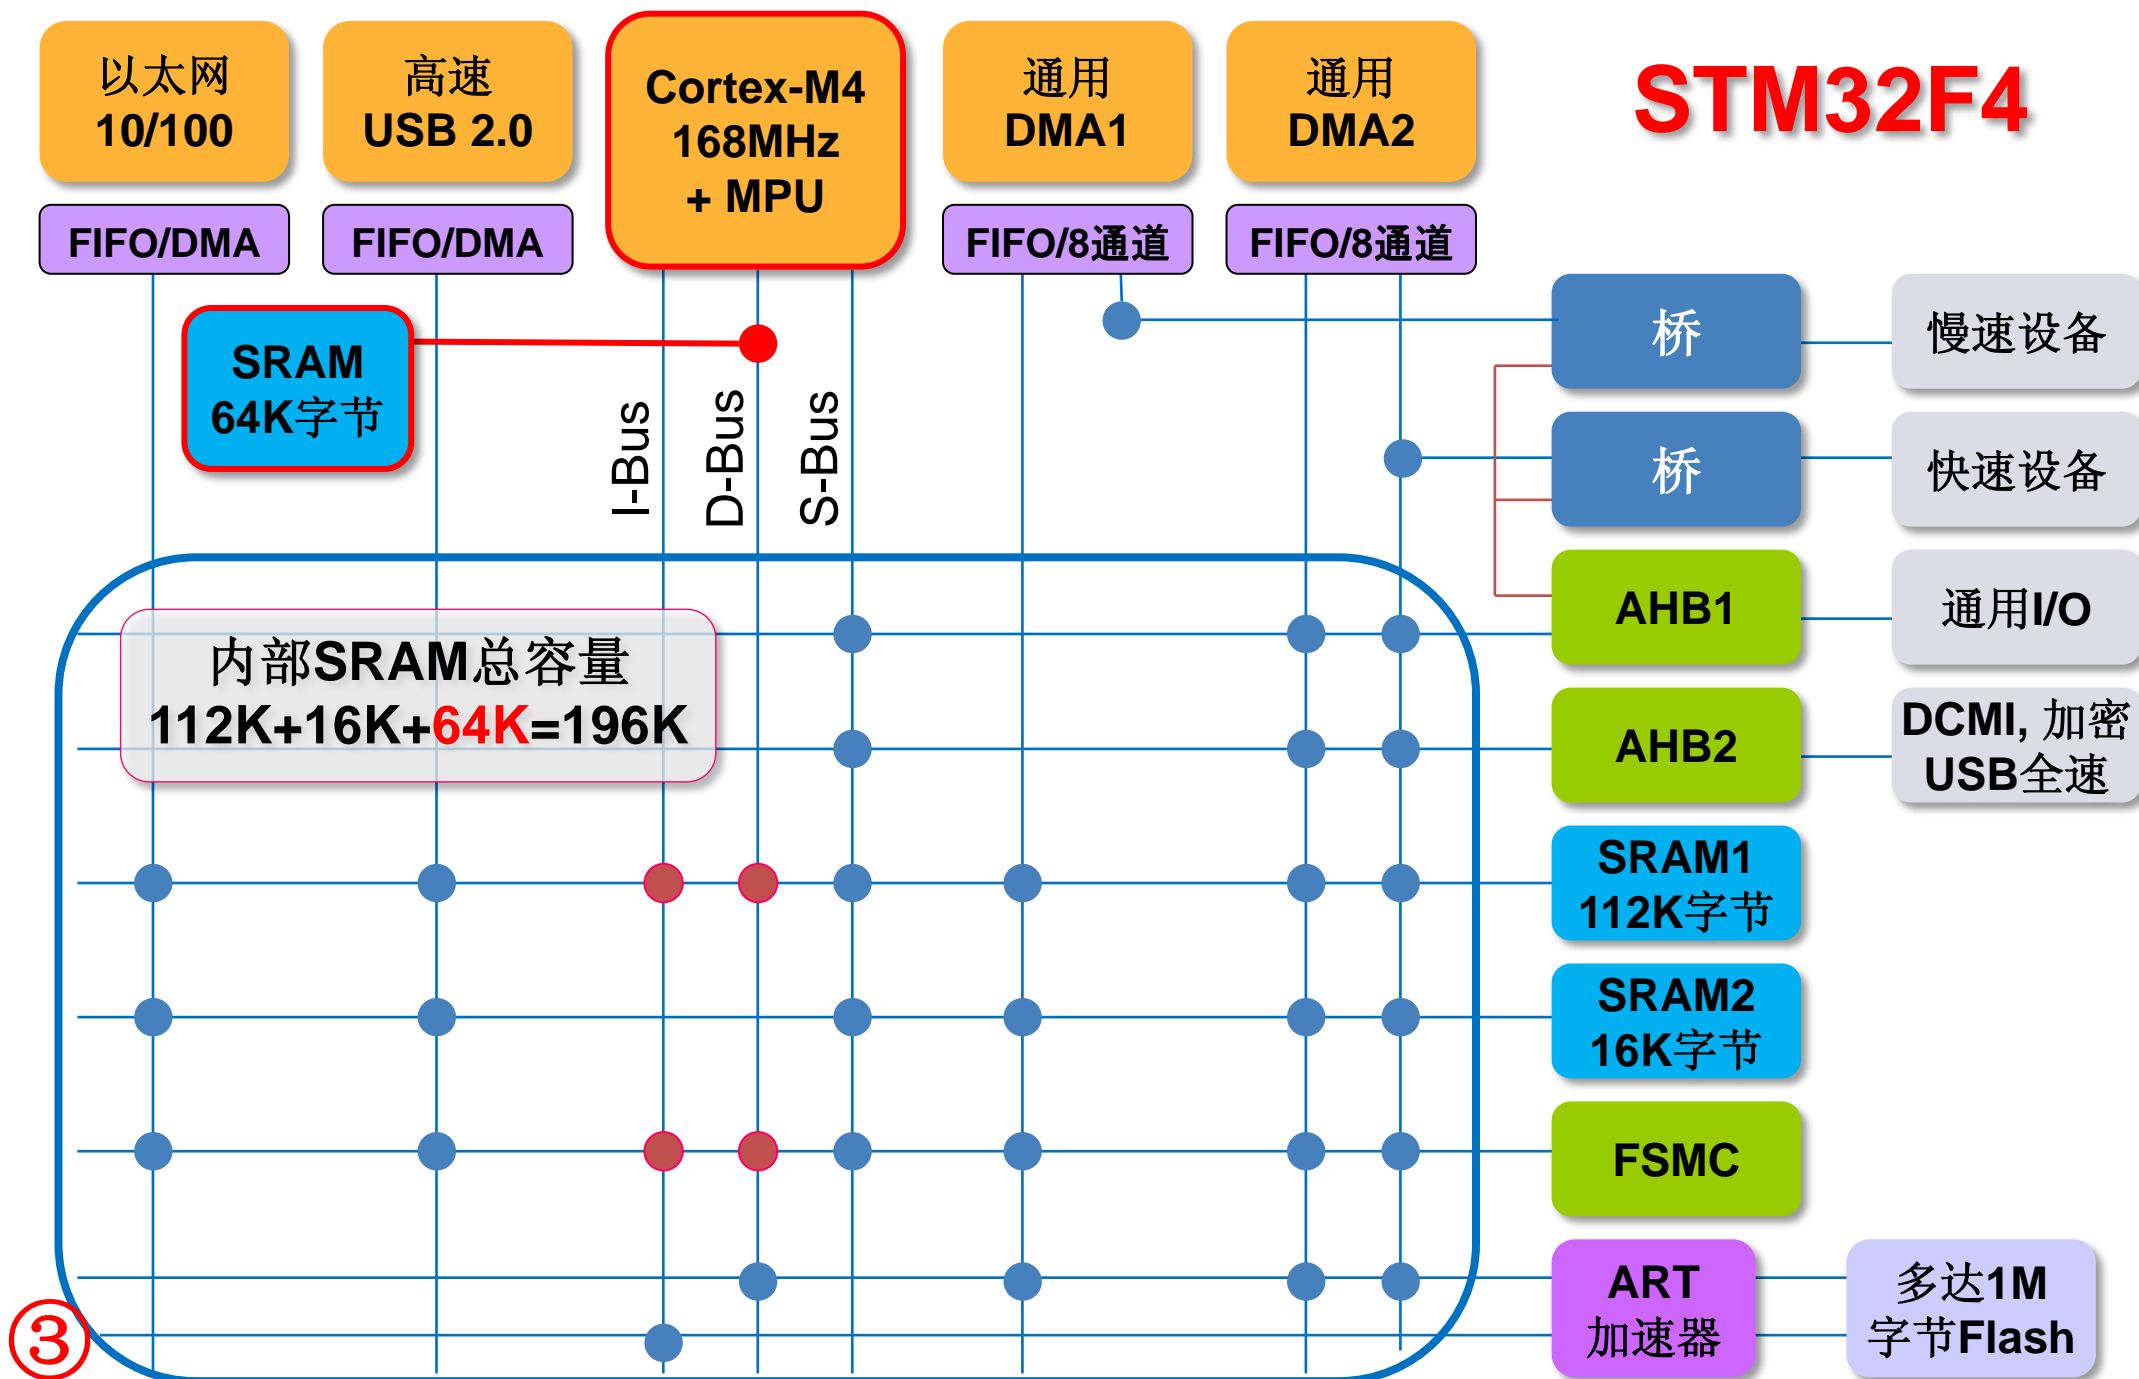 以太网
10/100
高速
USB 2.0
Cortex-M4
168MHz
+ MPU
通用
DMA1
通用
DMA2
STM32F4
FIFO/DMA
FIFO/DMA
FIFO/8通道
FIFO/8通道
SRAM
64K字节
I-Bus
D-Bus
S-Bus
桥
慢速设备
桥
快速设备
内部SRAM总容量
112K+16K+64K=196K
AHB1
通用I/O
AHB2
DCMI, 加密
USB全速
SRAM1
112K字节
SRAM2
16K字节
FSMC
ART
加速器
多达1M
字节Flash
③